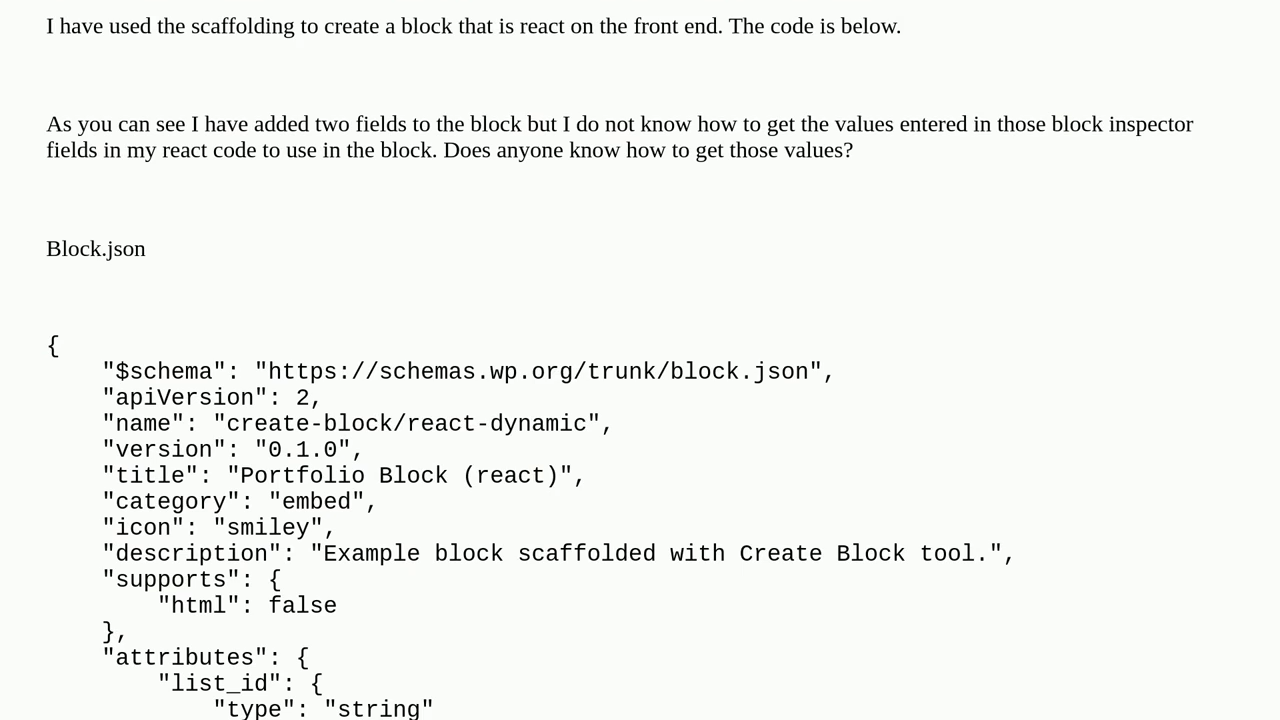 I have used the scaffolding to create a block that is react on the front end. The code is below.
As you can see I have added two fields to the block but I do not know how to get the values entered in those block inspector
fields in my react code to use in the block. Does anyone know how to get those values?
Block.json
{
    "$schema": "https://schemas.wp.org/trunk/block.json",
    "apiVersion": 2,
    "name": "create-block/react-dynamic",
    "version": "0.1.0",
    "title": "Portfolio Block (react)",
    "category": "embed",
    "icon": "smiley",
    "description": "Example block scaffolded with Create Block tool.",
    "supports": {
        "html": false
    },
    "attributes": {
        "list_id": {
            "type": "string"